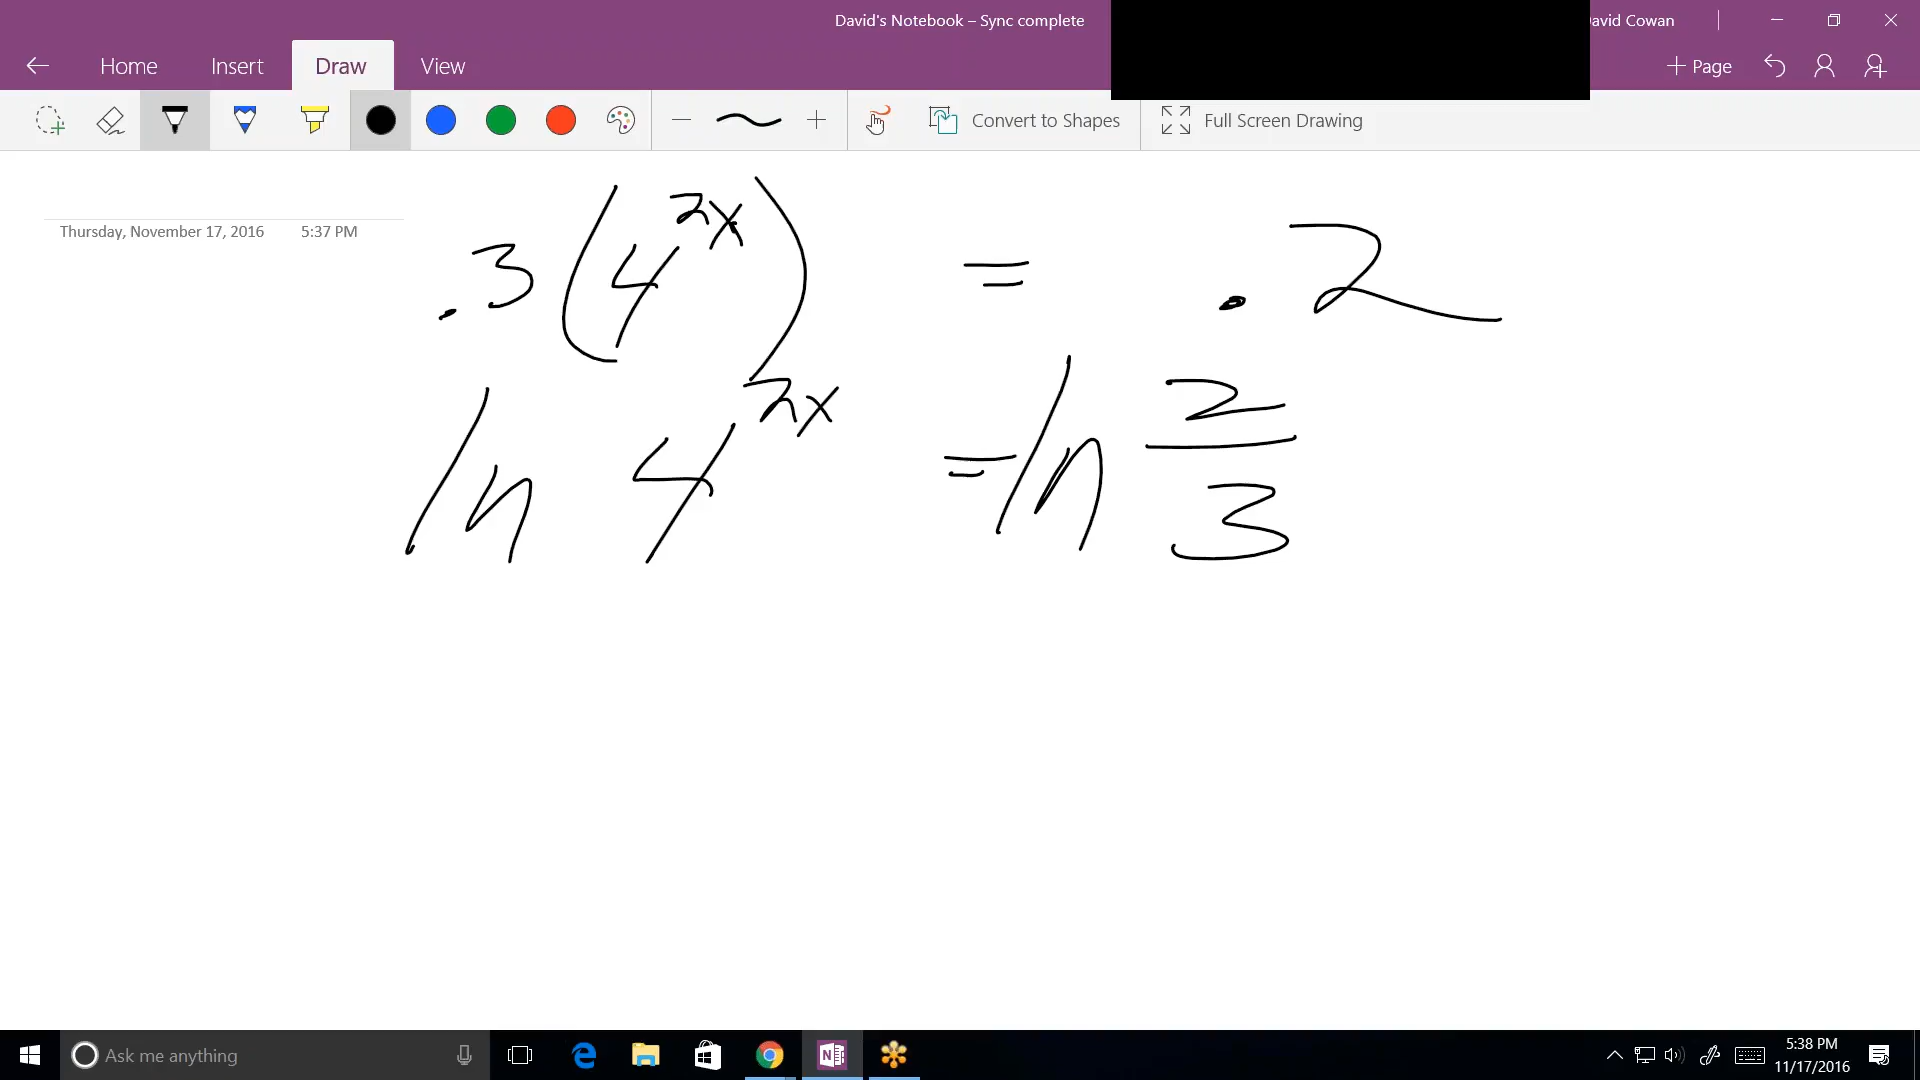 David's Notebook – Sync complete
avid Cowan
Home Insert Draw View
Page
Convert to Shapes
Full Screen Drawing
Thursday, November 17, 2016 5:37 PM
.3(4^2x) = .2
ln 4^2x = ln 2/3
Ask me anything
5:38 PM
11/17/2016